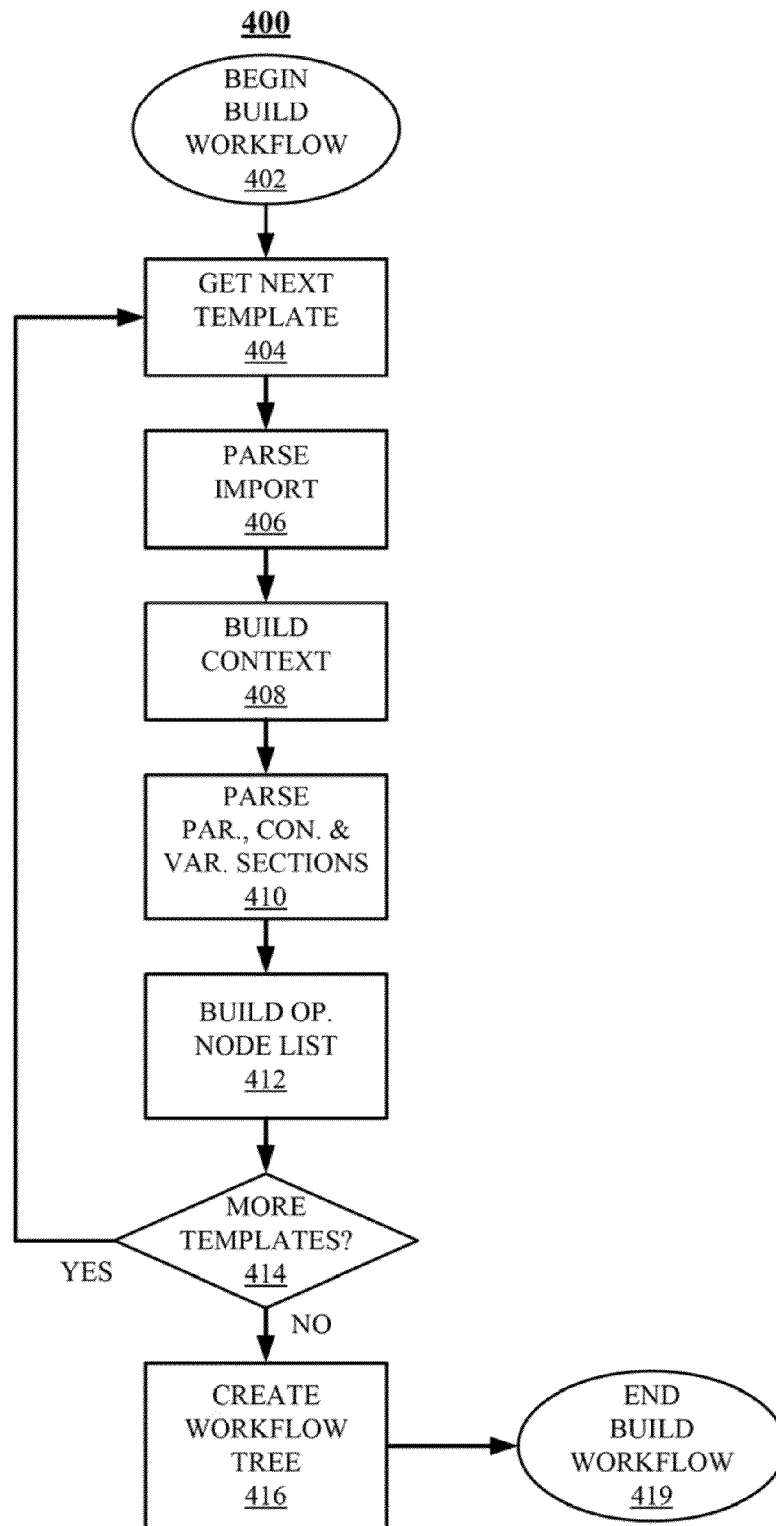 400
BEGIN
BUILD
WORKFLOW
402
GET NEXT
TEMPLATE
404
PARSE
IMPORT
406
BUILD
CONTEXT
408
PARSE
PAR., CON. &
VAR. SECTIONS
410
BUILD OP.
NODE LIST
412
MORE
TEMPLATES?
414
YES
NO
CREATE
WORKFLOW
TREE
416
END
BUILD
WORKFLOW
419